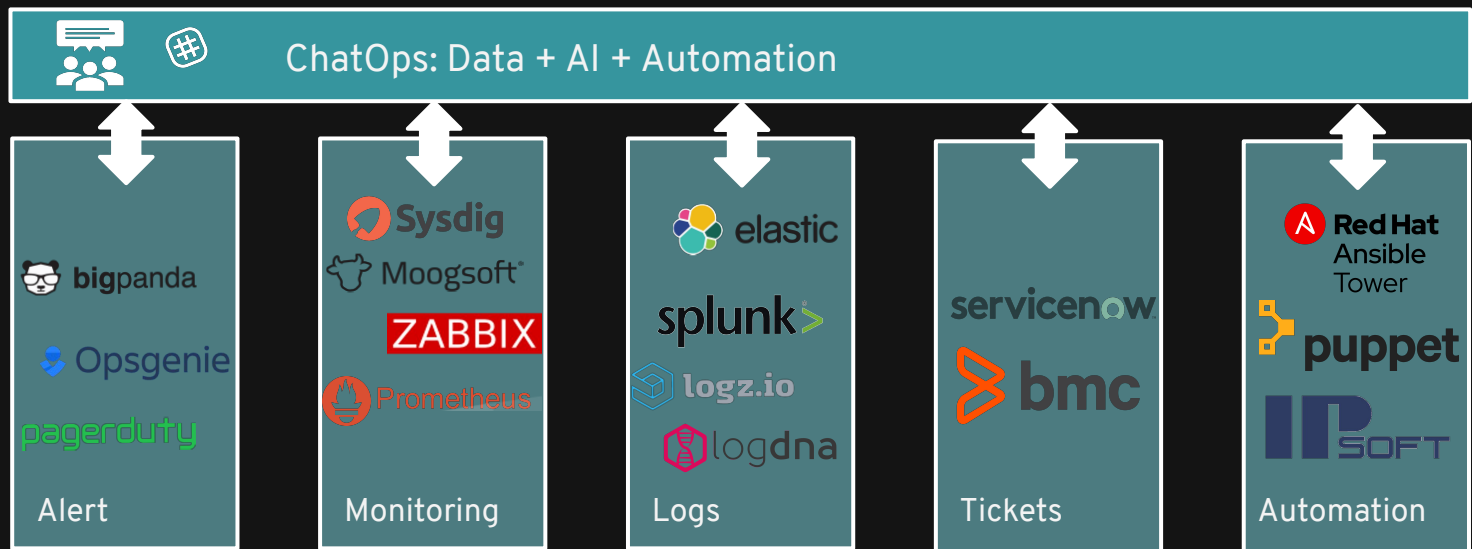 ChatOps: Data + AI + Automation
bigpanda
Opsgenie
pagerduty
Alert
Sysdig
Moogsoft®
ZABBIX
Prometheus
Monitoring
elastic
splunk>
logz.io
logdna
Logs
servicenow
bmc
Tickets
Red Hat
Ansible
Tower
puppet
IP
SOFT
Automation